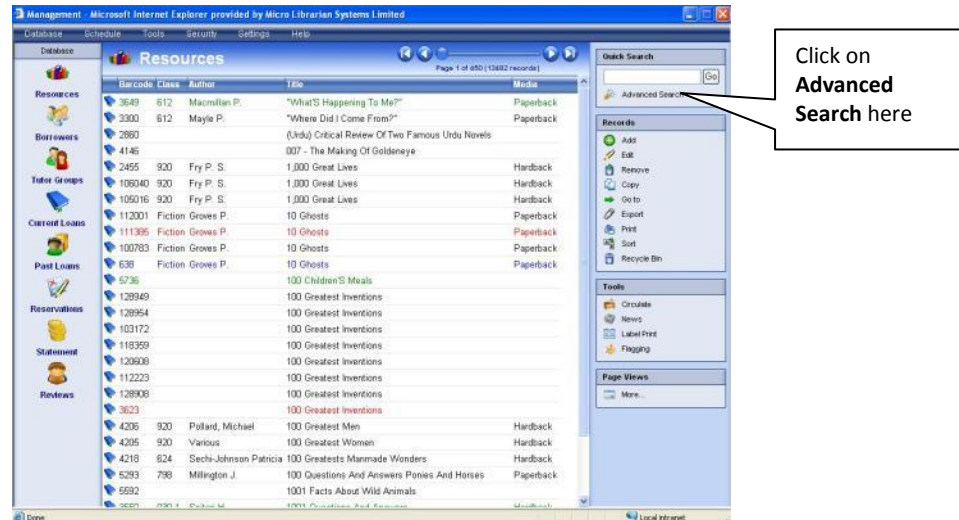 Management - Microsoft Internet Explorer provided by Micro Librarian Systems Limited
Database Schedule Tools Security Settings Help
Database
Resources
Borrowers
Tutor Groups
Current Loans
Past Loans
Reservations
Statement
Reviews
Resources
Page 1 of 450 (13482 records)
Barcode Class Author Title Media
3649 612 Macmillan P. "What'S Happening To Me?" Paperback
3300 612 Mayle P. "Where Did I Come From?" Paperback
2860 (Urdu) Critical Review Of Two Famous Urdu Novels
4146 007 - The Making Of Goldeneye
2455 920 Fry P. S. 1,000 Great Lives Hardback
106040 920 Fry P. S. 1,000 Great Lives Hardback
105016 920 Fry P. S. 1,000 Great Lives Hardback
112001 Fiction Groves P. 10 Ghosts Paperback
111385 Fiction Groves P. 10 Ghosts Paperback
100783 Fiction Groves P. 10 Ghosts Paperback
638 Fiction Groves P. 10 Ghosts Paperback
5736 100 Children'S Meals
128949 100 Greatest Inventions
128954 100 Greatest Inventions
103172 100 Greatest Inventions
118359 100 Greatest Inventions
120608 100 Greatest Inventions
112223 100 Greatest Inventions
128908 100 Greatest Inventions
3623 100 Greatest Inventions
4206 920 Pollard, Michael 100 Greatest Men Hardback
4205 920 Various 100 Greatest Women Hardback
4218 624 Sechi-Johnson Patricia 100 Greatests Manmade Wonders Hardback
5293 798 Millington J. 100 Questions And Answers Ponies And Horses Paperback
5592 1001 Facts About Wild Animals
1001 Questions And Answers Hardback
Quick Search
Go
Advanced Search
Records
Add
Edit
Remove
Copy
Go to
Export
Print
Sort
Recycle Bin
Tools
Circulate
News
Label Print
Flagging
Page Views
More...
Done
Local intranet
Click on
Advanced
Search here